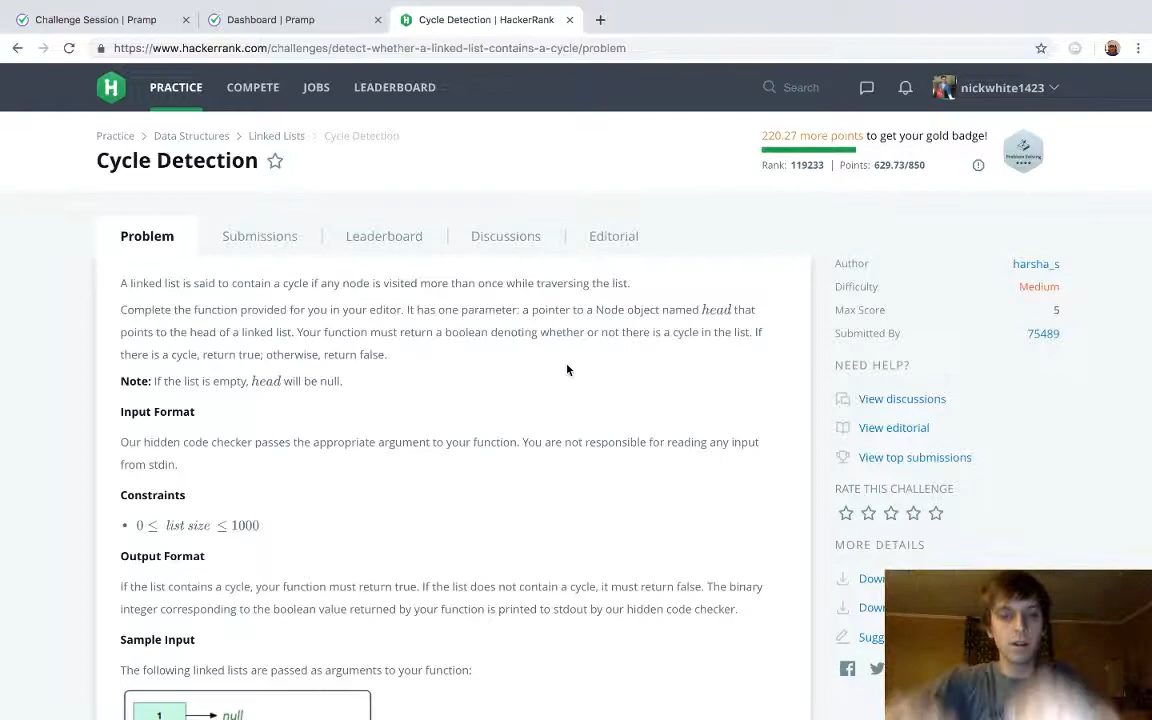 Challenge Session | Pramp
Dashboard | Pramp
Cycle Detection | HackerRank
https://www.hackerrank.com/challenges/detect-whether-a-linked-list-contains-a-cycle/problem
H PRACTICE COMPETE JOBS LEADERBOARD Search nickwhite1423
Practice > Data Structures > Linked Lists > Cycle Detection
220.27 more points to get your gold badge!
Cycle Detection
Rank: 119233 | Points: 629.73/850
Problem Solving
Problem Submissions Leaderboard Discussions Editorial
A linked list is said to contain a cycle if any node is visited more than once while traversing the list.
Complete the function provided for you in your editor. It has one parameter: a pointer to a Node object named head that
points to the head of a linked list. Your function must return a boolean denoting whether or not there is a cycle in the list. If
there is a cycle, return true; otherwise, return false.
Note: If the list is empty, head will be null.
Input Format
Our hidden code checker passes the appropriate argument to your function. You are not responsible for reading any input
from stdin.
Constraints
• 0 ≤ list size ≤ 1000
Output Format
If the list contains a cycle, your function must return true. If the list does not contain a cycle, it must return false. The binary
integer corresponding to the boolean value returned by your function is printed to stdout by our hidden code checker.
Sample Input
The following linked lists are passed as arguments to your function:
1 null
Author harsha_s
Difficulty: Medium
Max Score 5
Submitted By 75489
NEED HELP?
View discussions
View editorial
View top submissions
RATE THIS CHALLENGE
MORE DETAILS
Dow
Dow
Sugg